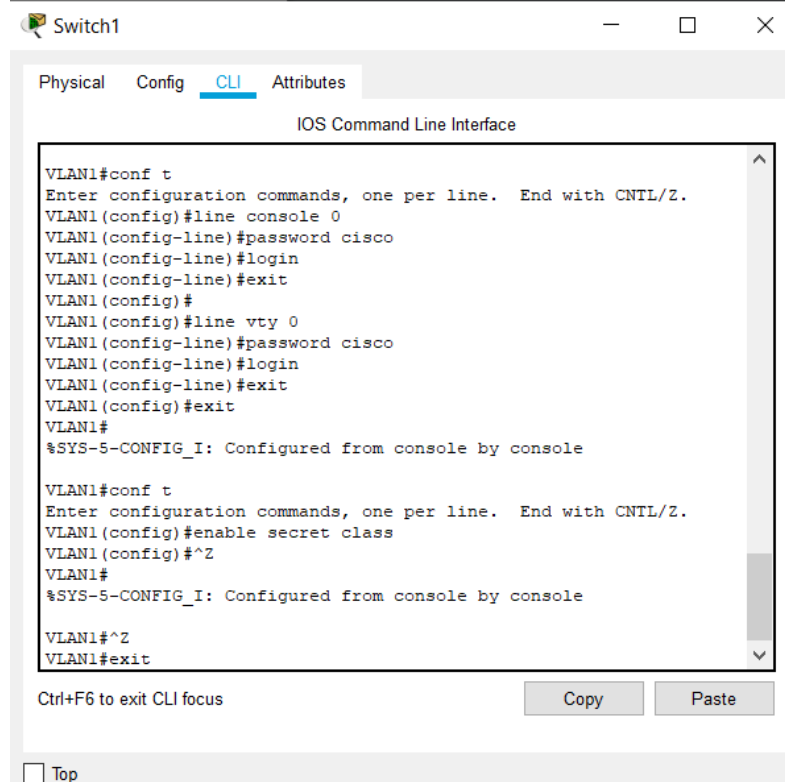 Switch1
Physical Config CLI Attributes
IOS Command Line Interface
VLAN1#conf t
Enter configuration commands, one per line. End with CNTL/Z.
VLAN1(config)#line console 0
VLAN1(config-line)#password cisco
VLAN1(config-line)#login
VLAN1(config-line)#exit
VLAN1(config)#
VLAN1(config)#line vty 0
VLAN1(config-line)#password cisco
VLAN1(config-line)#login
VLAN1(config-line)#exit
VLAN1(config)#exit
VLAN1#
%SYS-5-CONFIG_I: Configured from console by console
VLAN1#conf t
Enter configuration commands, one per line. End with CNTL/Z.
VLAN1(config)#enable secret class
VLAN1(config)#^Z
VLAN1#
%SYS-5-CONFIG_I: Configured from console by console
VLAN1#^Z
VLAN1#exit
Ctrl+F6 to exit CLI focus Copy Paste
Top